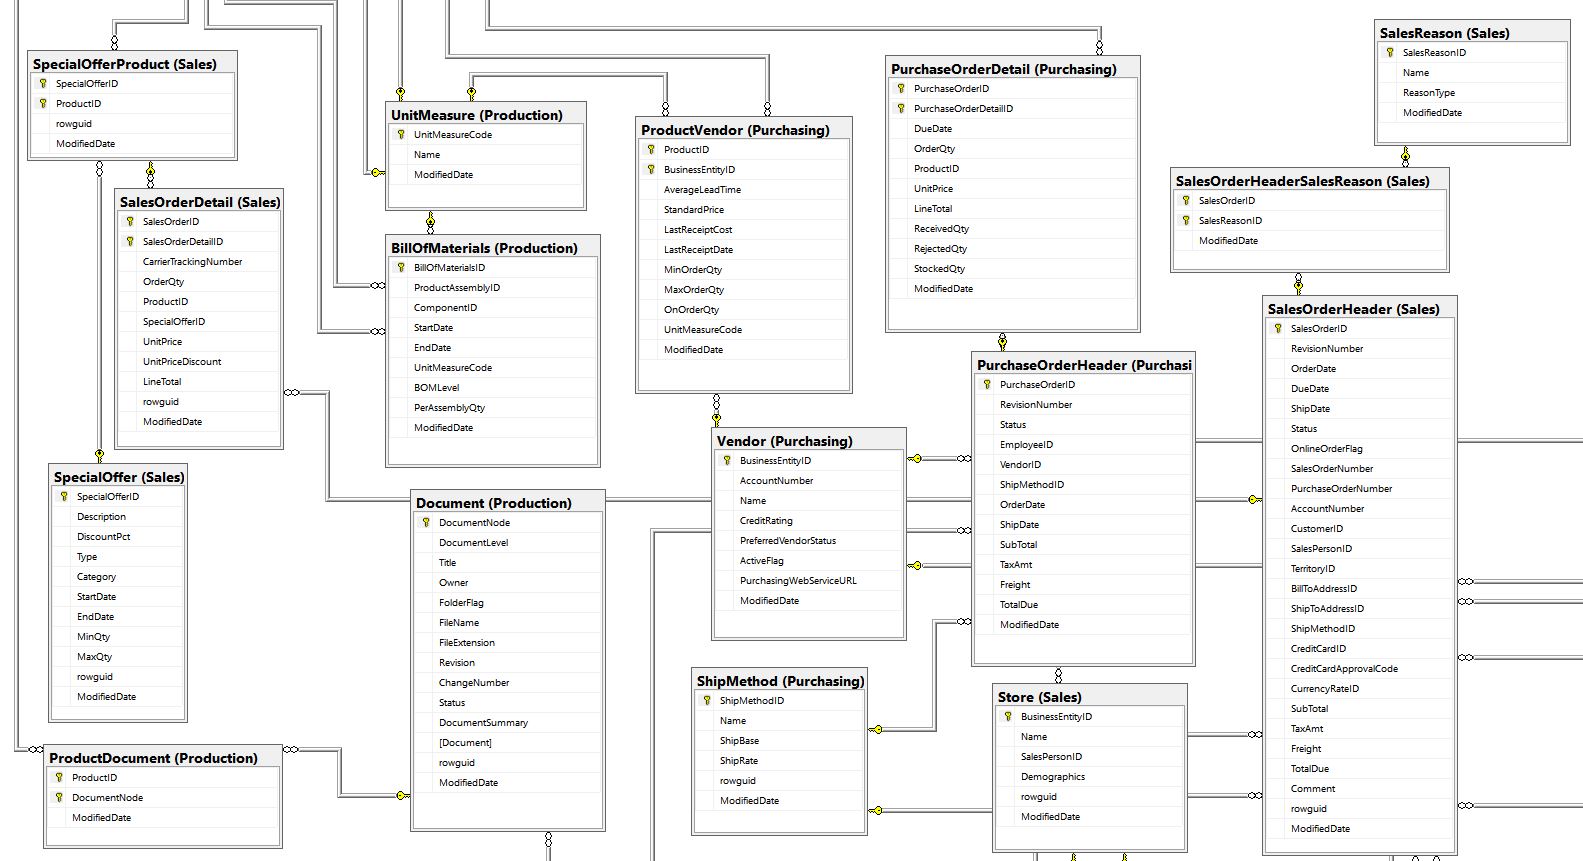 SpecialOfferProduct (Sales)
SpecialOfferID
ProductID
rowguid
ModifiedDate
SalesOrderDetail (Sales)
SalesOrderID
SalesOrderDetailID
CarrierTrackingNumber
OrderQty
ProductID
SpecialOfferID
UnitPrice
UnitPriceDiscount
LineTotal
rowguid
ModifiedDate
SpecialOffer (Sales)
SpecialOfferID
Description
DiscountPct
Type
Category
StartDate
EndDate
MinQty
MaxQty
rowguid
ModifiedDate
ProductDocument (Production)
ProductID
DocumentNode
ModifiedDate
UnitMeasure (Production)
UnitMeasureCode
Name
ModifiedDate
BillOfMaterials (Production)
BillOfMaterialsID
ProductAssemblyID
ComponentID
StartDate
EndDate
UnitMeasureCode
BOMLevel
PerAssemblyQty
ModifiedDate
Document (Production)
DocumentNode
DocumentLevel
Title
Owner
FolderFlag
FileName
FileExtension
Revision
ChangeNumber
Status
DocumentSummary
[Document]
rowguid
ModifiedDate
ProductVendor (Purchasing)
ProductID
BusinessEntityID
AverageLeadTime
StandardPrice
LastReceiptCost
LastReceiptDate
MinOrderQty
MaxOrderQty
OnOrderQty
UnitMeasureCode
ModifiedDate
Vendor (Purchasing)
BusinessEntityID
AccountNumber
Name
CreditRating
PreferredVendorStatus
ActiveFlag
PurchasingWebServiceURL
ModifiedDate
ShipMethod (Purchasing)
ShipMethodID
Name
ShipBase
ShipRate
rowguid
ModifiedDate
PurchaseOrderDetail (Purchasing)
PurchaseOrderID
PurchaseOrderDetailID
DueDate
OrderQty
ProductID
UnitPrice
LineTotal
ReceivedQty
RejectedQty
StockedQty
ModifiedDate
PurchaseOrderHeader (Purchasi
PurchaseOrderID
RevisionNumber
Status
EmployeeID
VendorID
ShipMethodID
OrderDate
ShipDate
SubTotal
TaxAmt
Freight
TotalDue
ModifiedDate
Store (Sales)
BusinessEntityID
Name
SalesPersonID
Demographics
rowguid
ModifiedDate
SalesReason (Sales)
SalesReasonID
Name
ReasonType
ModifiedDate
SalesOrderHeaderSalesReason (Sales)
SalesOrderID
SalesReasonID
ModifiedDate
SalesOrderHeader (Sales)
SalesOrderID
RevisionNumber
OrderDate
DueDate
ShipDate
Status
OnlineOrderFlag
SalesOrderNumber
PurchaseOrderNumber
AccountNumber
CustomerID
SalesPersonID
TerritoryID
BillToAddressID
ShipToAddressID
ShipMethodID
CreditCardID
CreditCardApprovalCode
CurrencyRateID
SubTotal
TaxAmt
Freight
TotalDue
Comment
rowguid
ModifiedDate